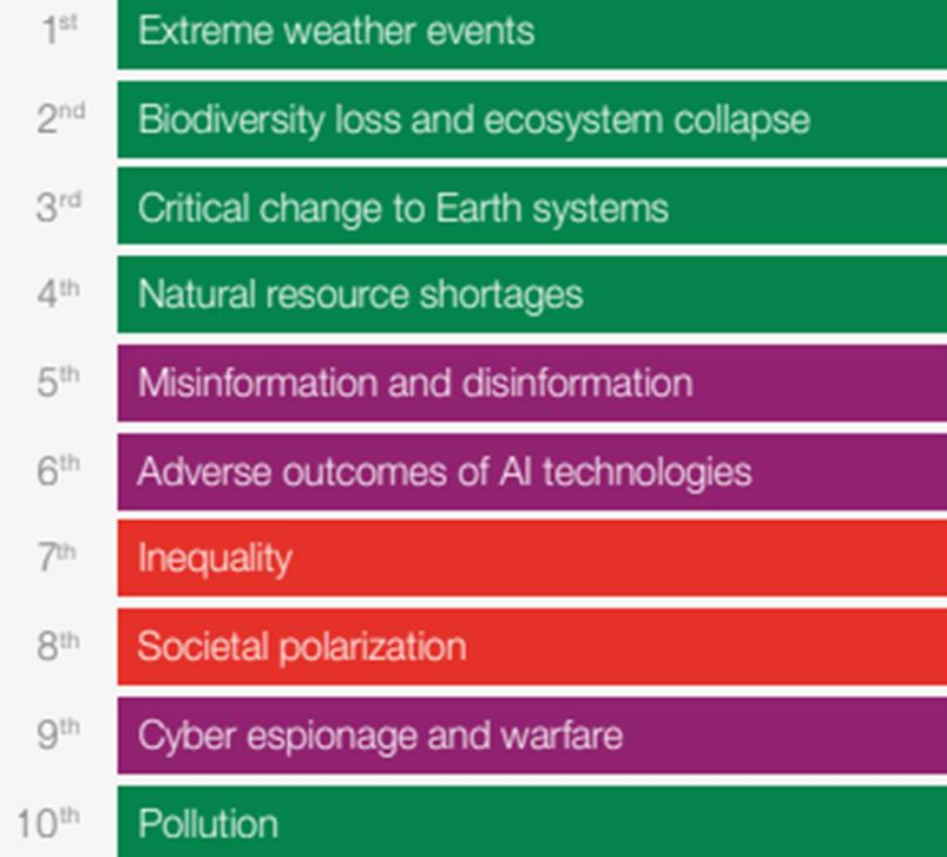 1st Extreme weather events
2nd Biodiversity loss and ecosystem collapse
3rd Critical change to Earth systems
4th Natural resource shortages
5th Misinformation and disinformation
6th Adverse outcomes of AI technologies
7th Inequality
8th Societal polarization
9th Cyber espionage and warfare
10th Pollution